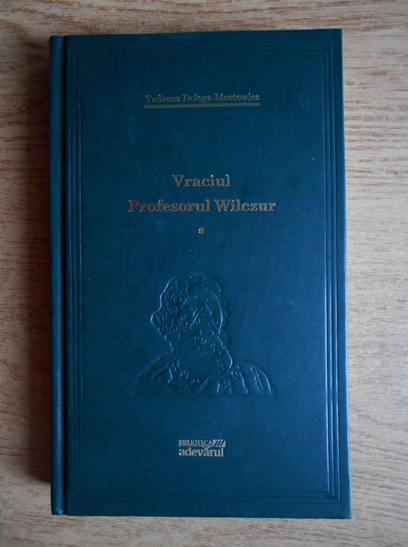 Tadeusz Dołęga-Mostowicz
Vraciul
Profesorul Wilczur
*
BIBLIOTECA
adevărul